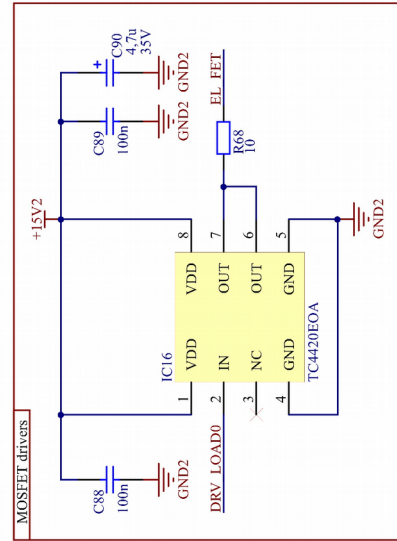 MOSFET drivers
+15V2
C88
100n
GND2
C89
100n
GND2
C90
4,7u
35V
GND2
IC16
1
VDD
VDD
8
DRV_LOAD0
2
IN
OUT
7
R68
10
EL_FET
3
NC
OUT
6
4
GND
GND
5
TC4420EOA
GND2